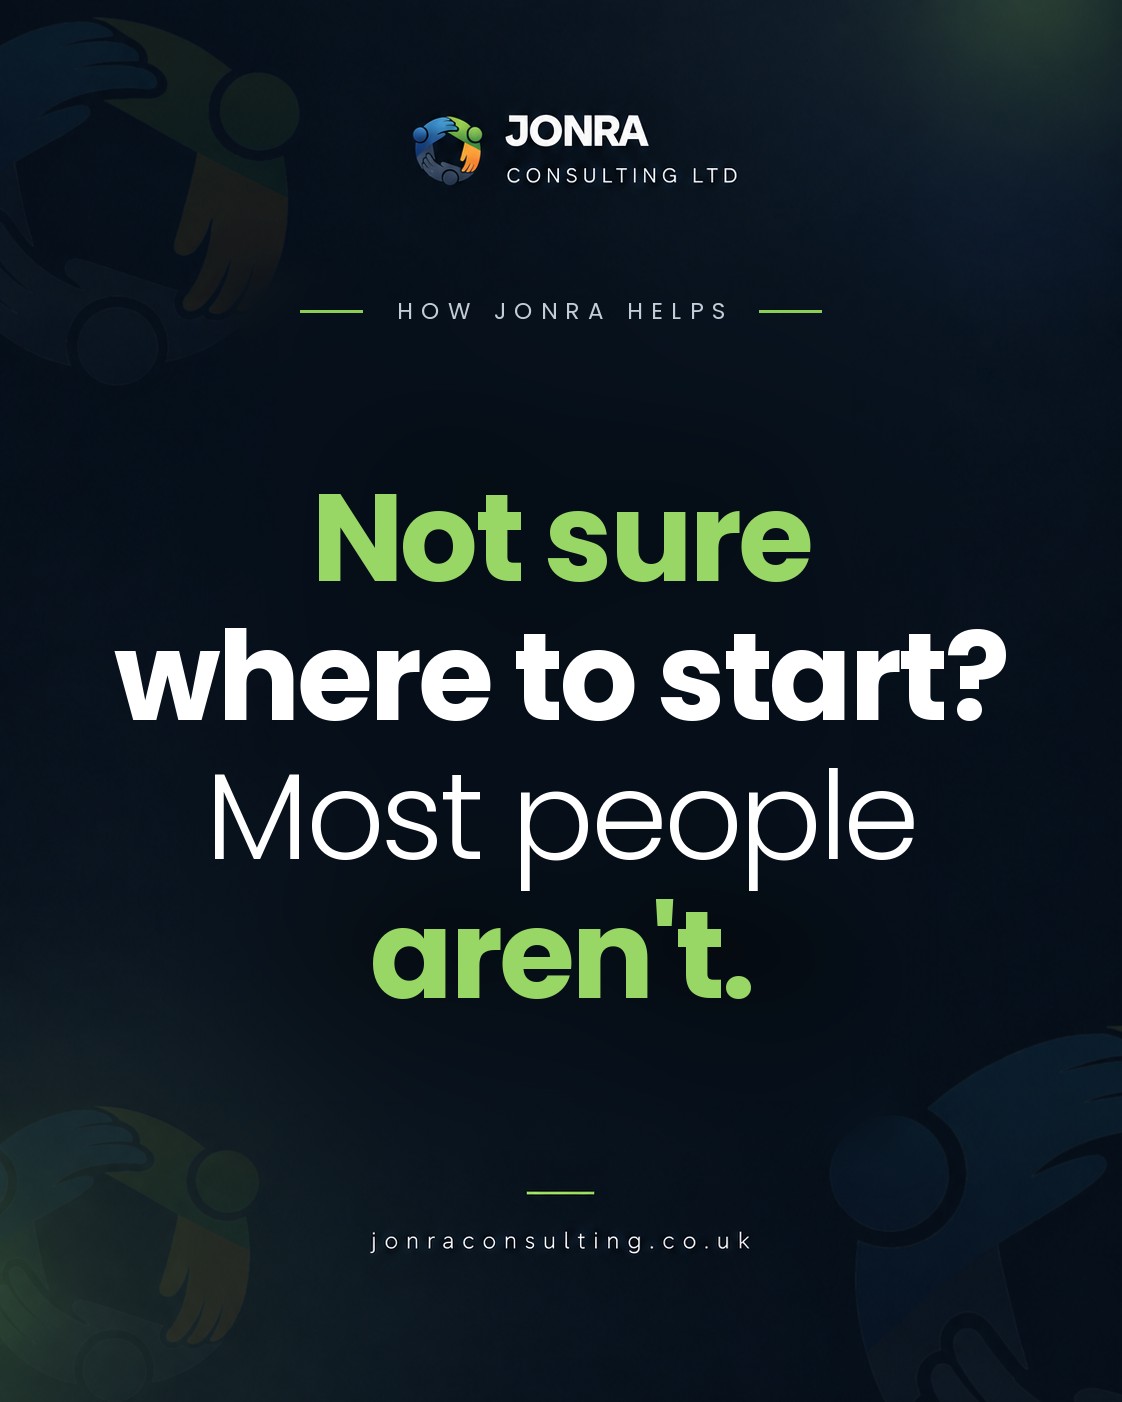 JONRA
CONSULTING LTD
HOW JONRA HELPS
Not sure
where to start?
Most people
aren't.
jonraconsulting.co.uk